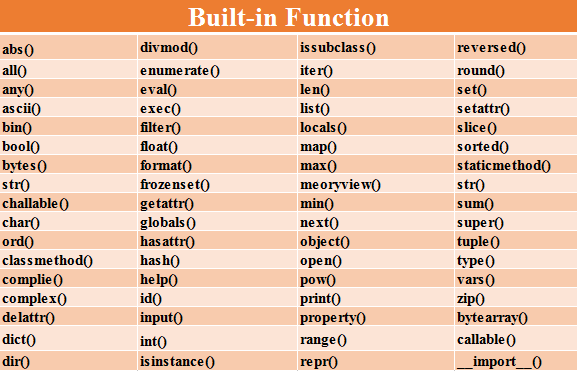 Built-in Function
abs() divmod() issubclass() reversed()
all() enumerate() iter() round()
any() eval() len() set()
ascii() exec() list() setattr()
bin() filter() locals() slice()
bool() float() map() sorted()
bytes() format() max() staticmethod()
str() frozenset() meoryview() str()
challable() getattr() min() sum()
char() globals() next() super()
ord() hasattr() object() tuple()
classmethod() hash() open() type()
complie() help() pow() vars()
complex() id() print() zip()
delattr() input() property() bytearray()
dict() int() range() callable()
dir() isinstance() repr() __import__()